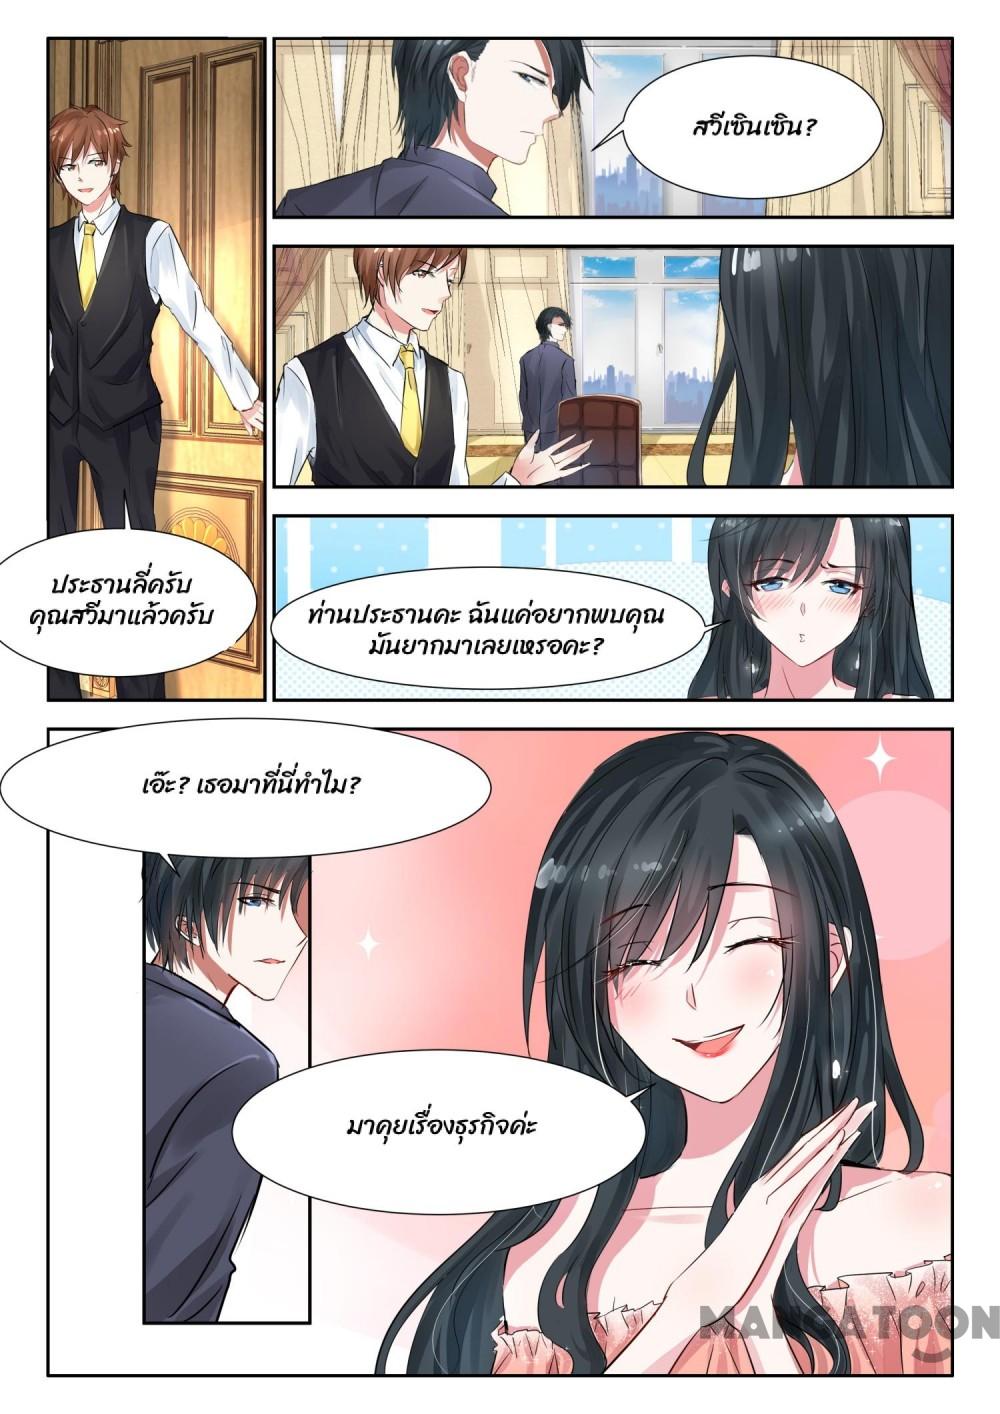 ประธานลี่ครับ
คุณสวีมาแล้วครับ
สวีเซินเซิน?
ท่านประธานคะ ฉันแค่อยากพบคุณ
มันยากมาเลยเหรอคะ?
เอ๊ะ? เธอมาที่นี่ทำไม?
มาคุยเรื่องธุรกิจค่ะ
MANGATOON